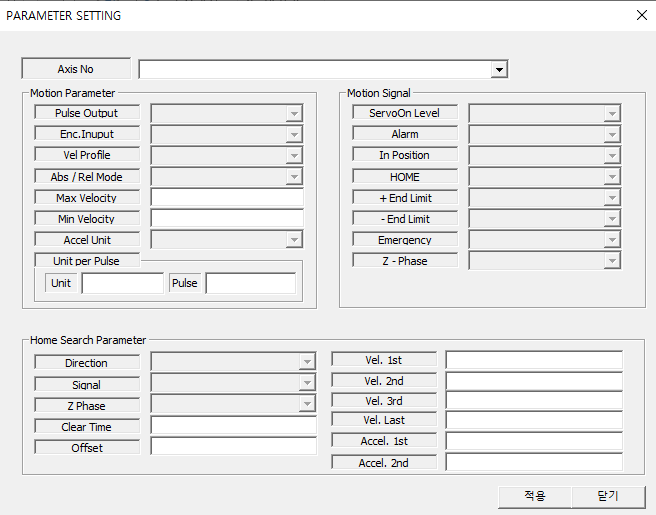 PARAMETER SETTING
Axis No
Motion Parameter
Pulse Output
Enc.Inuput
Vel Profile
Abs / Rel Mode
Max Velocity
Min Velocity
Accel Unit
Unit per Pulse
Unit Pulse
Motion Signal
ServoOn Level
Alarm
In Position
HOME
+ End Limit
- End Limit
Emergency
Z - Phase
Home Search Parameter
Direction
Signal
Z Phase
Clear Time
Offset
Vel. 1st
Vel. 2nd
Vel. 3rd
Vel. Last
Accel. 1st
Accel. 2nd
적용 닫기